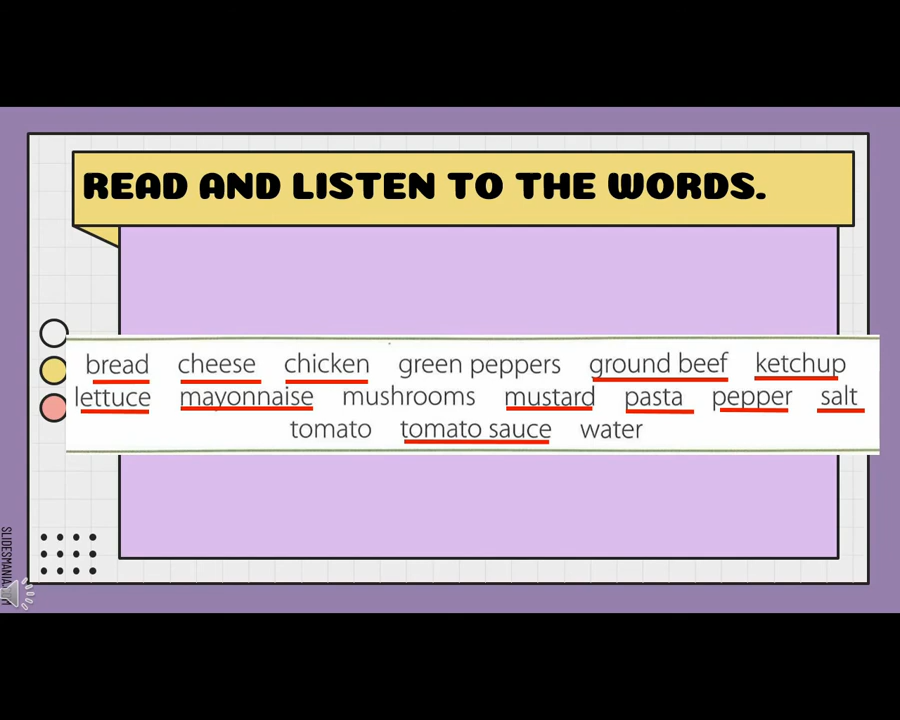 READ AND LISTEN TO THE WORDS.
bread cheese chicken green peppers ground beef ketchup
lettuce mayonnaise mushrooms mustard pasta pepper salt
tomato tomato sauce water